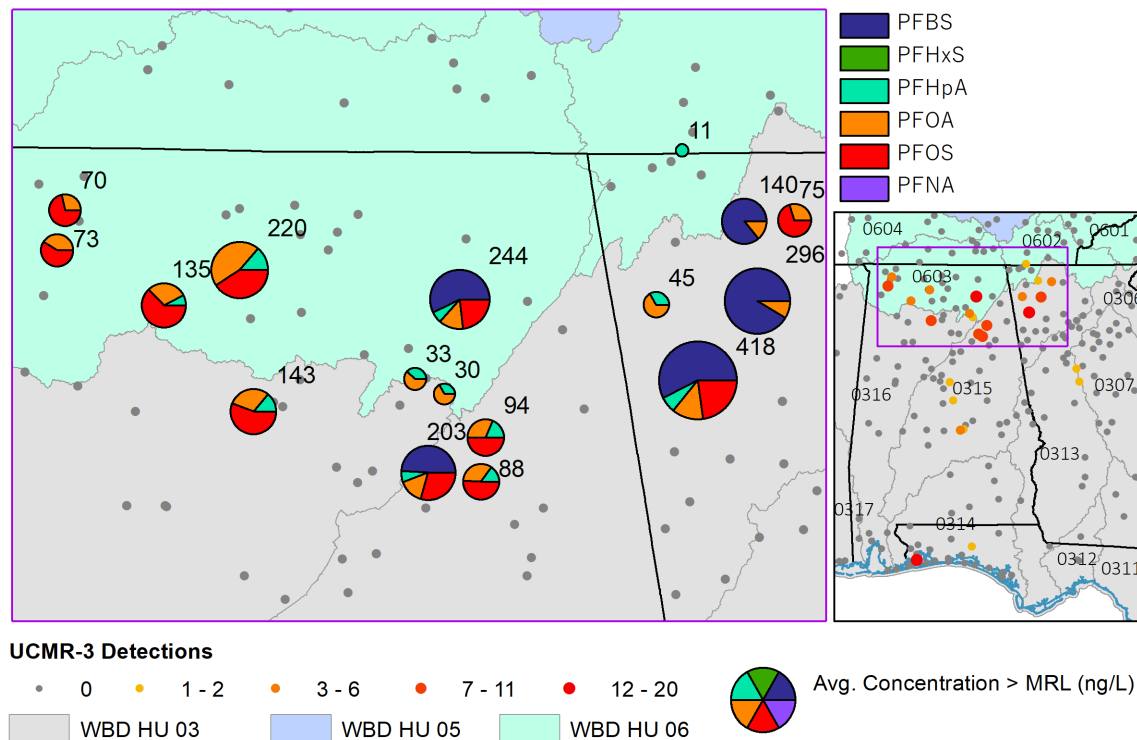 PFBS
PFHxS
PFHpA
PFOA
PFOS
PFNA
11
70
140 75
220
73
244
296
135
45
418
33
30
143
94
203
88
0604
0602
0601
0603
0306
0316
0315
0307
0313
0317
0314
0312
0311
UCMR-3 Detections
0 1 - 2 3 - 6 7 - 11 12 - 20
Avg. Concentration > MRL (ng/L)
WBD HU 03 WBD HU 05 WBD HU 06